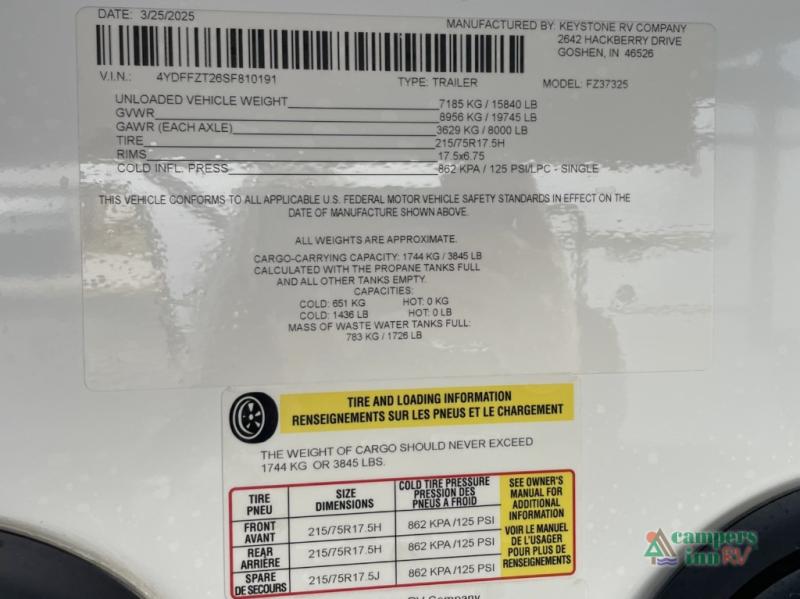 DATE: 3/25/2025
MANUFACTURED BY: KEYSTONE RV COMPANY
2642 HACKBERRY DRIVE
GOSHEN, IN 46526
V.I.N. 4YDFFZT26SF810191 TYPE: TRAILER MODEL: FZ37325
UNLOADED VEHICLE WEIGHT 7185 KG / 15840 LB
GVWR 8956 KG / 19745 LB
GAWR (EACH AXLE) 3629 KG / 8000 LB
TIRE 215/75R17.5H
RIMS 17.5x6.75
COLD INFL. PRESS 862 KPA / 125 PSI/LPC - SINGLE
THIS VEHICLE CONFORMS TO ALL APPLICABLE U.S. FEDERAL MOTOR VEHICLE SAFETY STANDARDS IN EFFECT ON THE
DATE OF MANUFACTURE SHOWN ABOVE.
ALL WEIGHTS ARE APPROXIMATE.
CARGO-CARRYING CAPACITY: 1744 KG / 3845 LB
CALCULATED WITH THE PROPANE TANKS FULL
AND ALL OTHER TANKS EMPTY.
CAPACITIES:
COLD: 651 KG HOT: 0 KG
COLD: 1436 LB HOT: 0 LB
MASS OF WASTE WATER TANKS FULL:
783 KG / 1726 LB
TIRE AND LOADING INFORMATION
RENSEIGNEMENTS SUR LES PNEUS ET LE CHARGEMENT
THE WEIGHT OF CARGO SHOULD NEVER EXCEED
1744 KG OR 3845 LBS.
TIRE
PNEU
SIZE
DIMENSIONS
COLD TIRE PRESSURE
PRESSION DES
PNEUS A FROID
FRONT
AVANT
215/75R17.5H
862 KPA /125 PSI
REAR
ARRIÈRE
215/75R17.5H
862 KPA /125 PSI
SPARE
DE SECOURS
215/75R17.5J
862 KPA /125 PSI
SEE OWNER'S
MANUAL FOR
ADDITIONAL
INFORMATION
VOIR LE MANUEL
DE L'USAGER
POUR PLUS DE
RENSEIGNEMENTS
RV Company
campers
inn RV